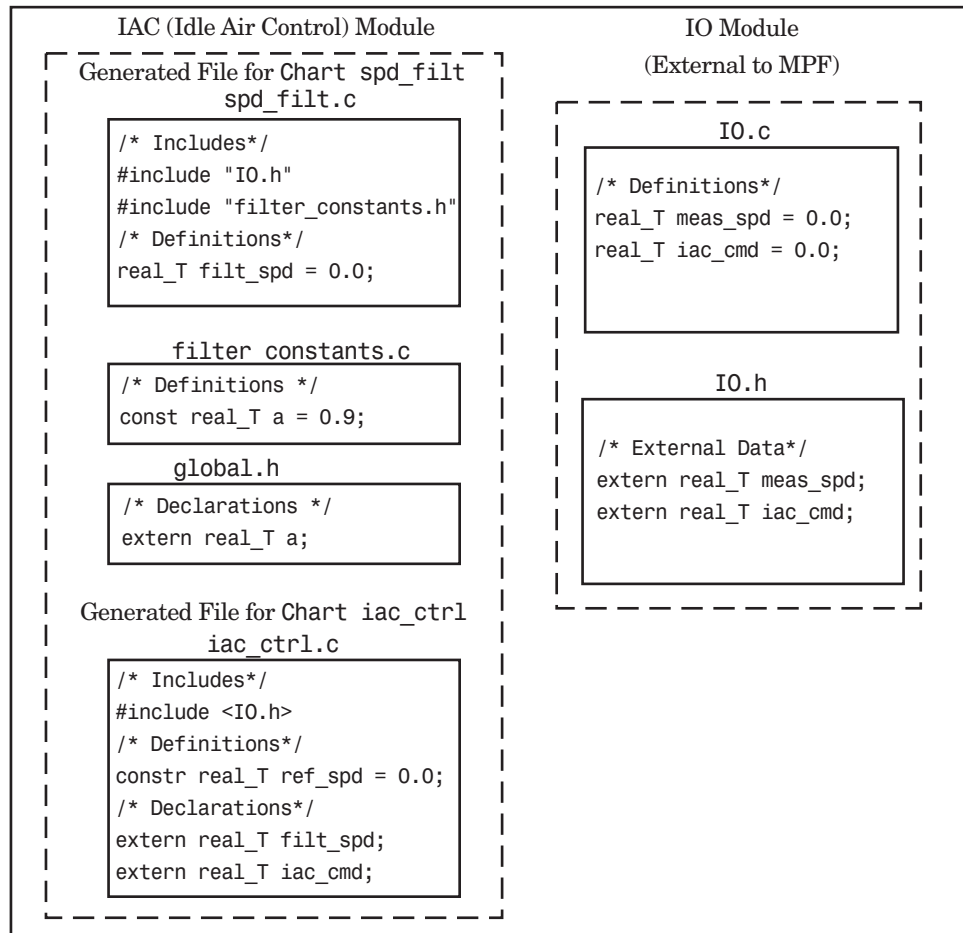 IAC (Idle Air Control) Module
Generated File for Chart spd_filt
spd_filt.c
/* Includes*/
#include "IO.h"
#include "filter_constants.h"
/* Definitions*/
real_T filt_spd = 0.0;
filter constants.c
/* Definitions */
const real_T a = 0.9;
global.h
/* Declarations */
extern real_T a;
Generated File for Chart iac_ctrl
iac_ctrl.c
/* Includes*/
#include <IO.h>
/* Definitions*/
constr real_T ref_spd = 0.0;
/* Declarations*/
extern real_T filt_spd;
extern real_T iac_cmd;
IO Module
(External to MPF)
IO.c
/* Definitions*/
real_T meas_spd = 0.0;
real_T iac_cmd = 0.0;
IO.h
/* External Data*/
extern real_T meas_spd;
extern real_T iac_cmd;